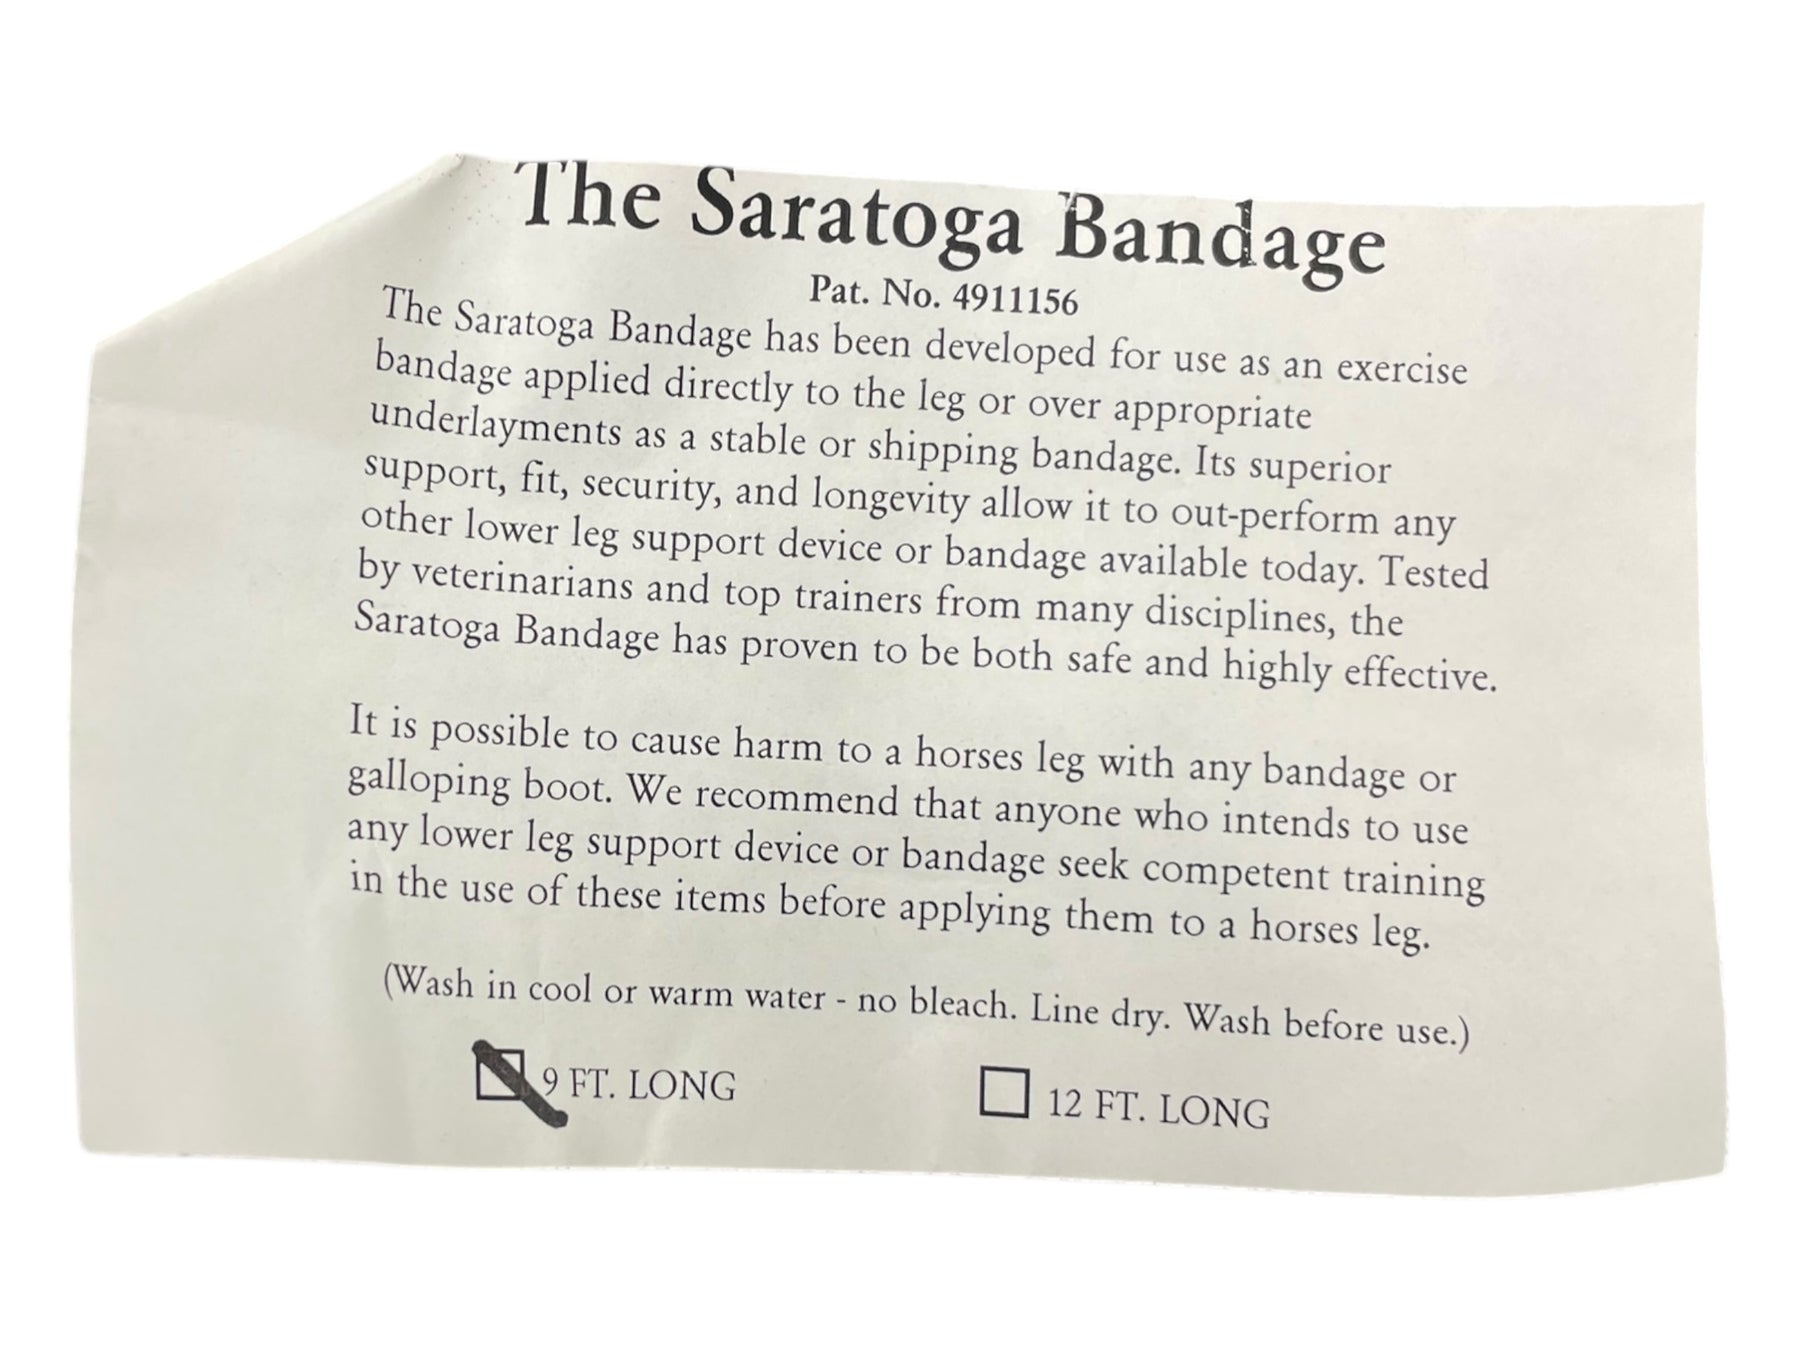 The Saratoga Bandage
Pat. No. 4911156
The Saratoga Bandage has been developed for use as an exercise
bandage applied directly to the leg or over appropriate
underlayments as a stable or shipping bandage. Its superior
support, fit, security, and longevity allow it to out-perform any
other lower leg support device or bandage available today. Tested
by veterinarians and top trainers from many disciplines, the
Saratoga Bandage has proven to be both safe and highly effective.
It is possible to cause harm to a horses leg with any bandage or
galloping boot. We recommend that anyone who intends to use
any lower leg support device or bandage seek competent training
in the use of these items before applying them to a horses leg.
(Wash in cool or warm water - no bleach. Line dry. Wash before use.)
9 FT. LONG
12 FT. LONG